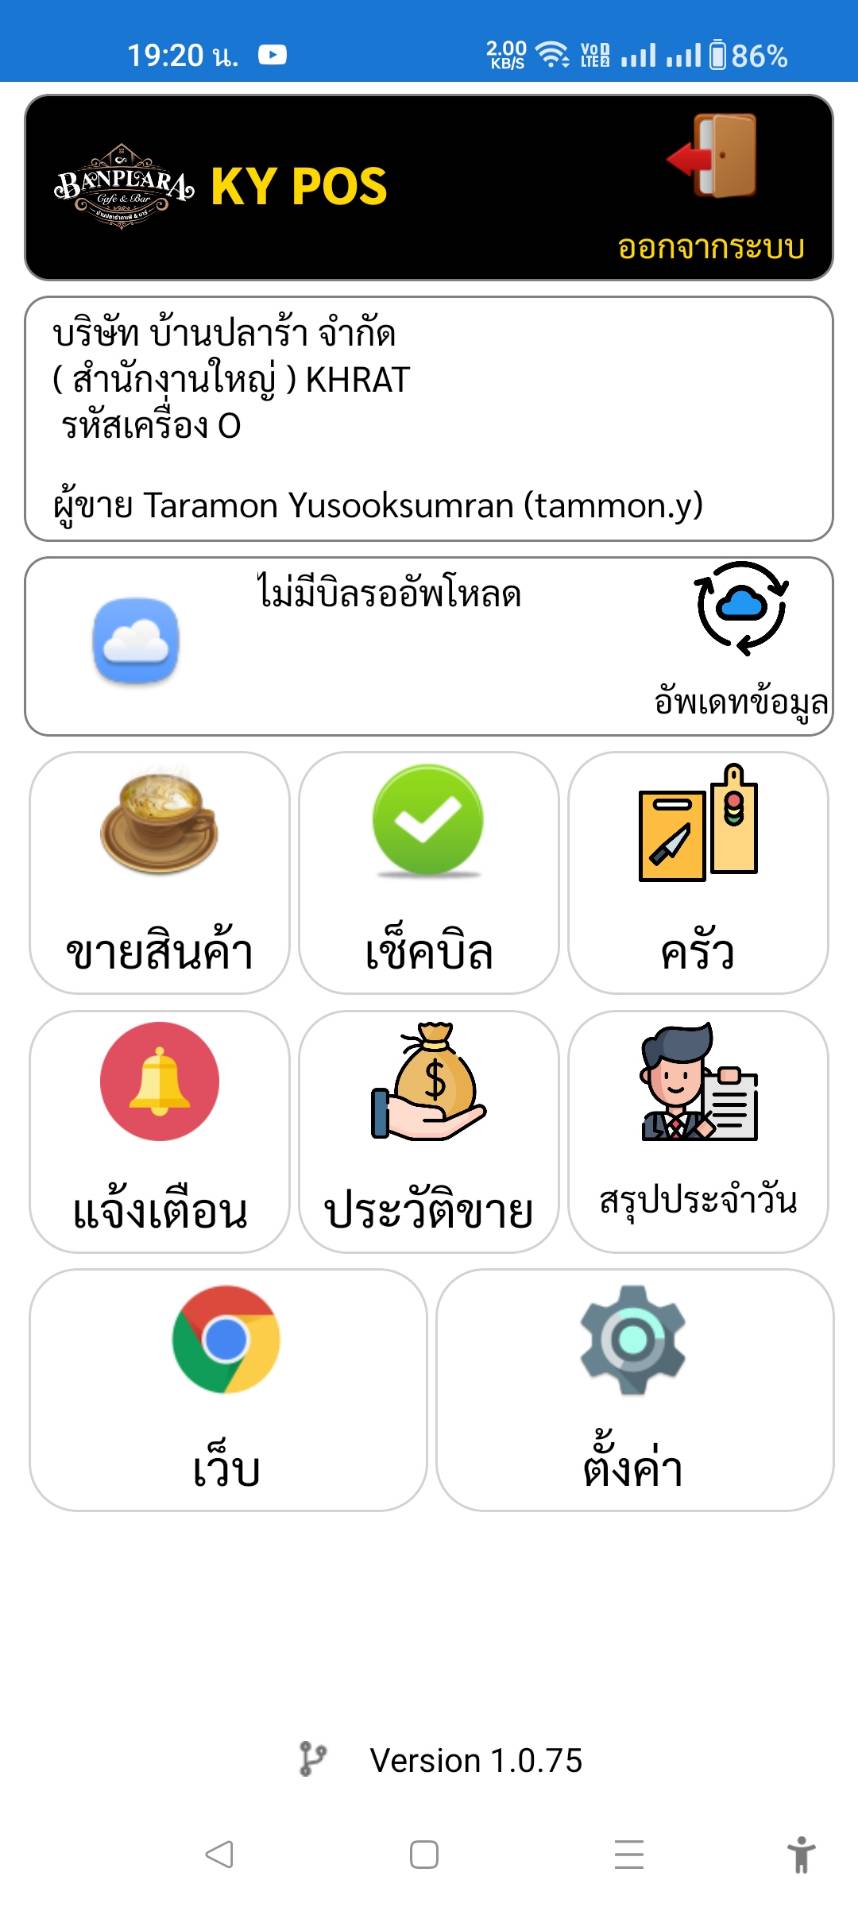 19:20 น.
2.00 KB/S VoD LTE2 86%
BANPLARA
Cafe & Bar
KY POS
ออกจากระบบ
บริษัท บ้านปลาร้า จำกัด
( สำนักงานใหญ่ ) KHRAT
รหัสเครื่อง O
ผู้ขาย Taramon Yusooksumran (tammon.y)
ไม่มีบิลรออัพโหลด
อัพเดทข้อมูล
ขายสินค้า
เช็คบิล
ครัว
แจ้งเตือน
ประวัติขาย
สรุปประจำวัน
เว็บ
ตั้งค่า
Version 1.0.75